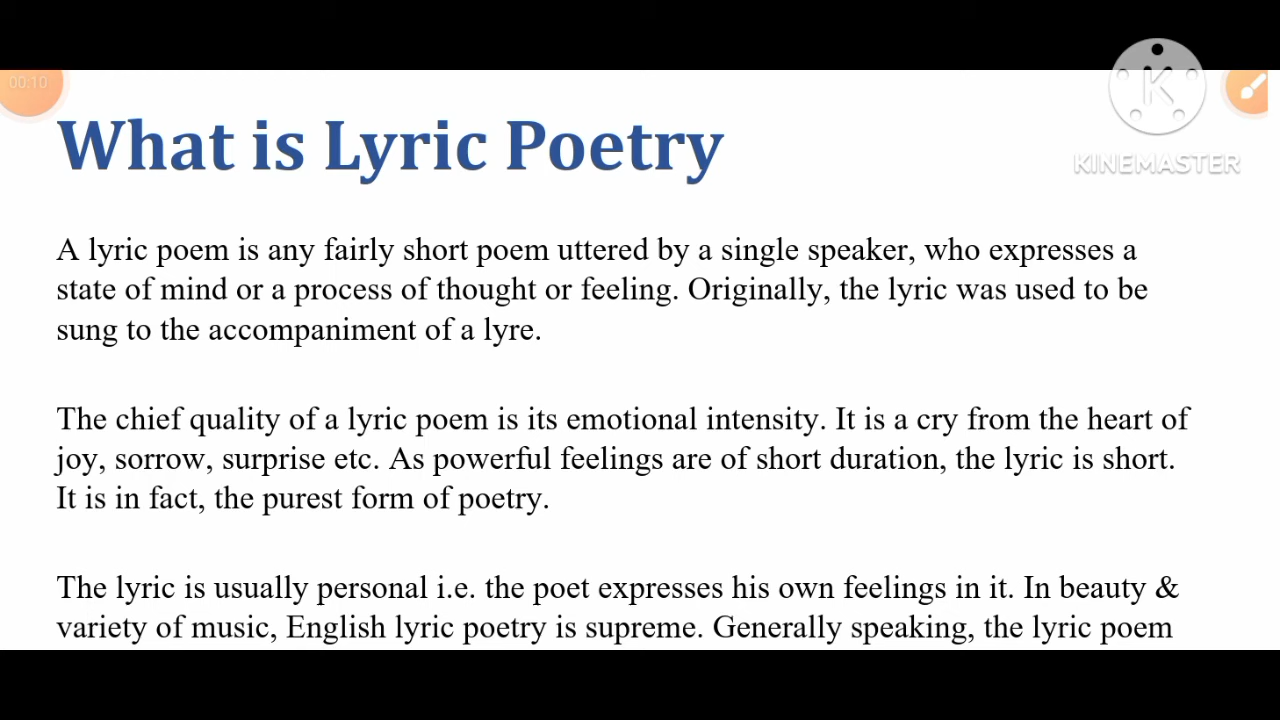 00:10
What is Lyric Poetry
KINEMASTER
A lyric poem is any fairly short poem uttered by a single speaker, who expresses a
state of mind or a process of thought or feeling. Originally, the lyric was used to be
sung to the accompaniment of a lyre.
The chief quality of a lyric poem is its emotional intensity. It is a cry from the heart of
joy, sorrow, surprise etc. As powerful feelings are of short duration, the lyric is short.
It is in fact, the purest form of poetry.
The lyric is usually personal i.e. the poet expresses his own feelings in it. In beauty &
variety of music, English lyric poetry is supreme. Generally speaking, the lyric poem